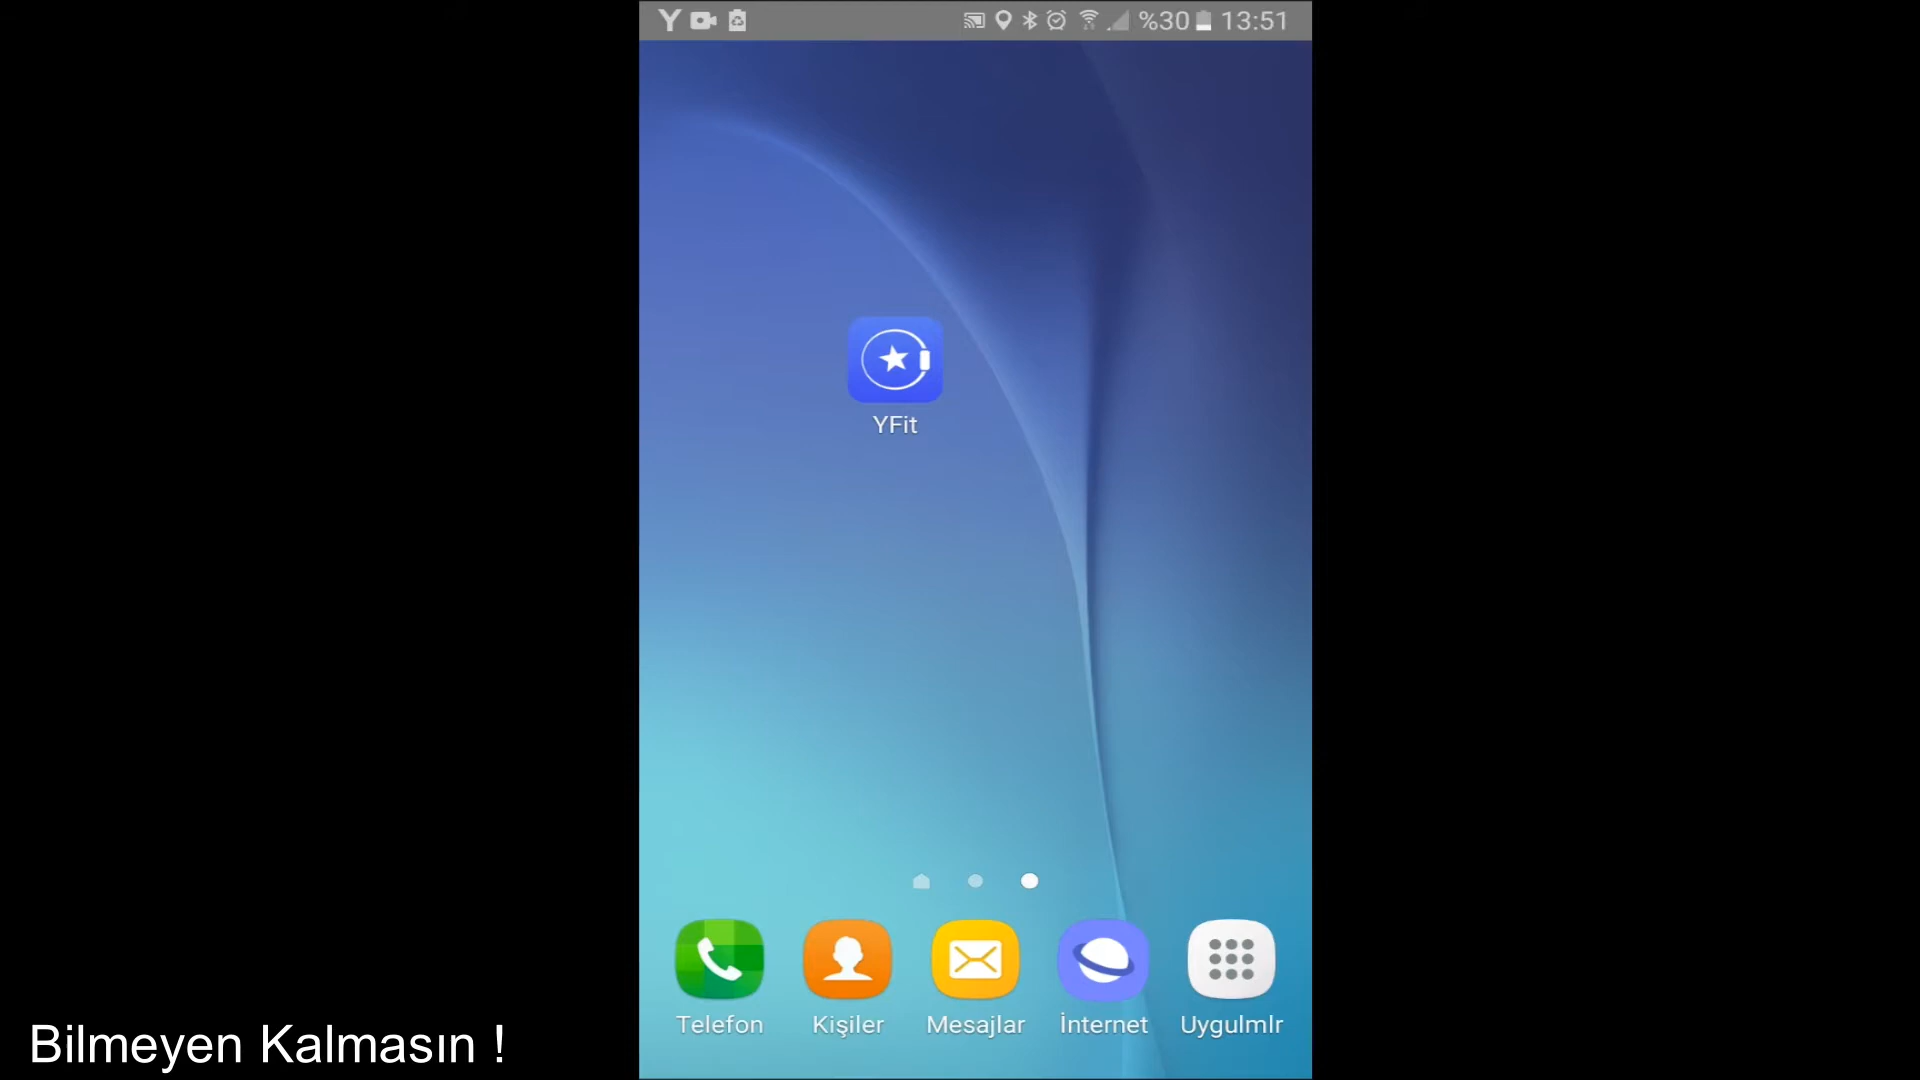 Y %30 13:51
YFit
Telefon Kişiler Mesajlar İnternet Uygulmlr
Bilmeyen Kalmasın !